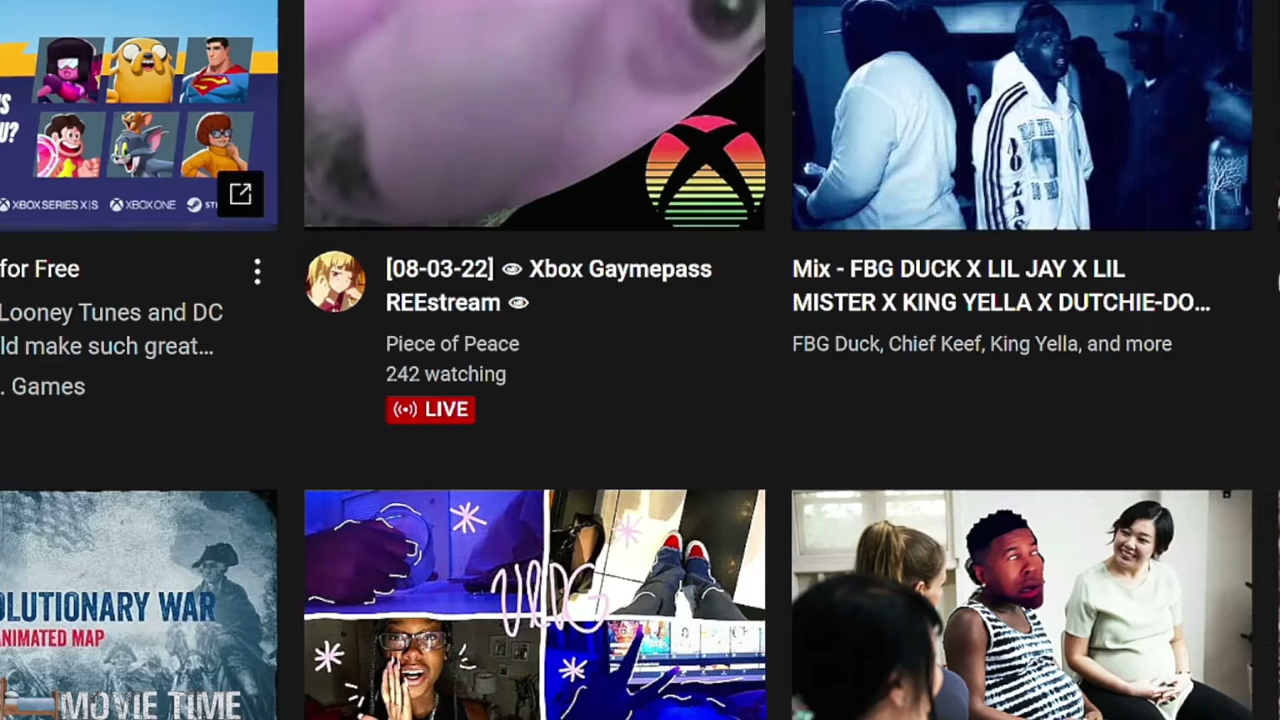 U?
XBOX SERIES X|S XBOX ONE
for Free
Looney Tunes and DC
ld make such great...
. Games
[08-03-22] 👁 Xbox Gaymepass
REEstream 👁
Piece of Peace
242 watching
LIVE
Mix - FBG DUCK X LIL JAY X LIL
MISTER X KING YELLA X DUTCHIE-DO...
FBG Duck, Chief Keef, King Yella, and more
OLUTIONARY WAR
ANIMATED MAP
MOVIE TIME
VLOG